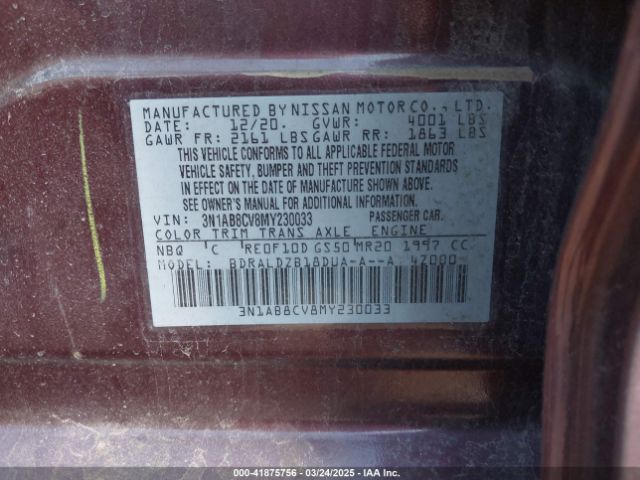 MANUFACTURED BY NISSAN MOTOR CO., LTD.
DATE: 12/20. GVWR: 4001 LBS
GAWR FR: 2161 LBS GAWR RR: 1863 LBS
THIS VEHICLE CONFORMS TO ALL APPLICABLE FEDERAL MOTOR
VEHICLE SAFETY, BUMPER AND THEFT PREVENTION STANDARDS
IN EFFECT ON THE DATE OF MANUFACTURE SHOWN ABOVE.
SEE OWNER'S MANUAL FOR ADDITIONAL INFORMATION.
VIN: 3N1AB8CV8MY230033 PASSENGER CAR.
COLOR TRIM TRANS AXLE ENGINE
NBQ C RE0F10D GS50 MR20 1997 CC
MODEL: BDRALDZB18DUA-A--A 47000
3N1AB8CV8MY230033
000-41875756 — 03/24/2025 — IAA Inc.